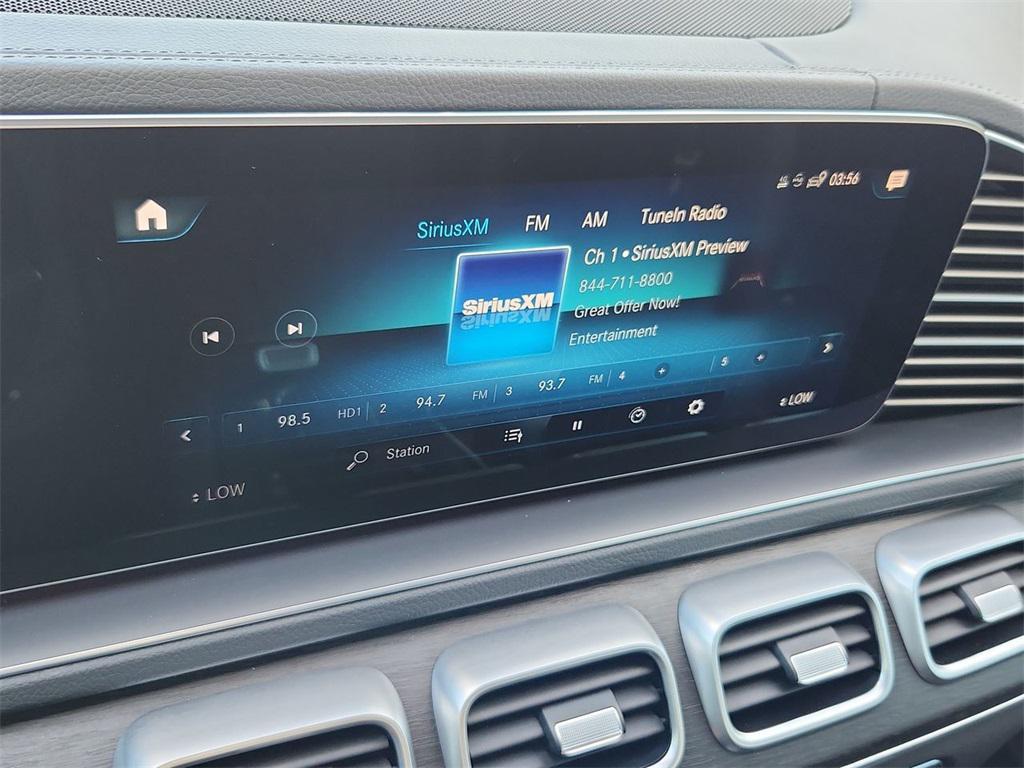 03:56
SiriusXM FM AM TuneIn Radio
Ch 1 • SiriusXM Preview
SiriusXM
844-711-8800
Great Offer Now!
Entertainment
1 98.5 HD1 2 94.7 FM 3 93.7 FM 4 + 5 +
Station
LOW
LOW